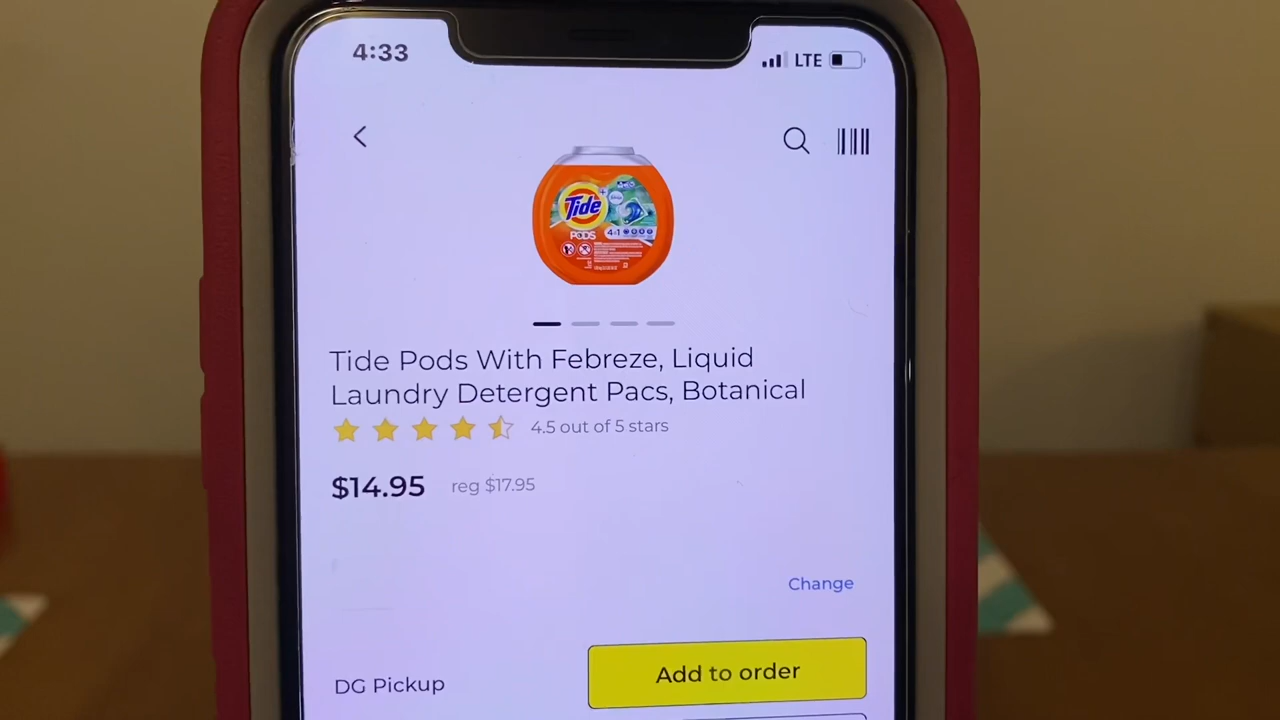 4:33
LTE
Tide
PODS
4in1
Tide Pods With Febreze, Liquid
Laundry Detergent Pacs, Botanical
4.5 out of 5 stars
$14.95 reg $17.95
Change
DG Pickup
Add to order